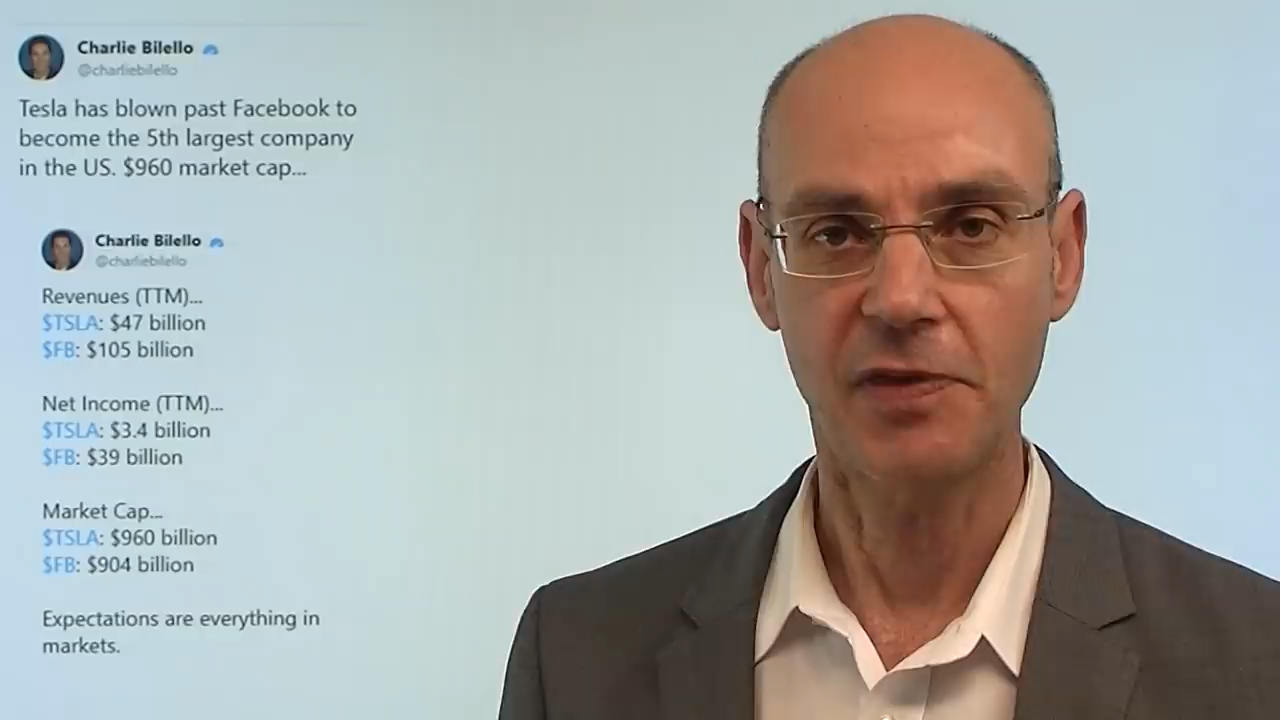 Charlie Bilello
@charliebilello
Tesla has blown past Facebook to
become the 5th largest company
in the US. $960 market cap...
Charlie Bilello
@charliebilello
Revenues (TTM)...
$TSLA: $47 billion
$FB: $105 billion
Net Income (TTM)...
$TSLA: $3.4 billion
$FB: $39 billion
Market Cap...
$TSLA: $960 billion
$FB: $904 billion
Expectations are everything in
markets.